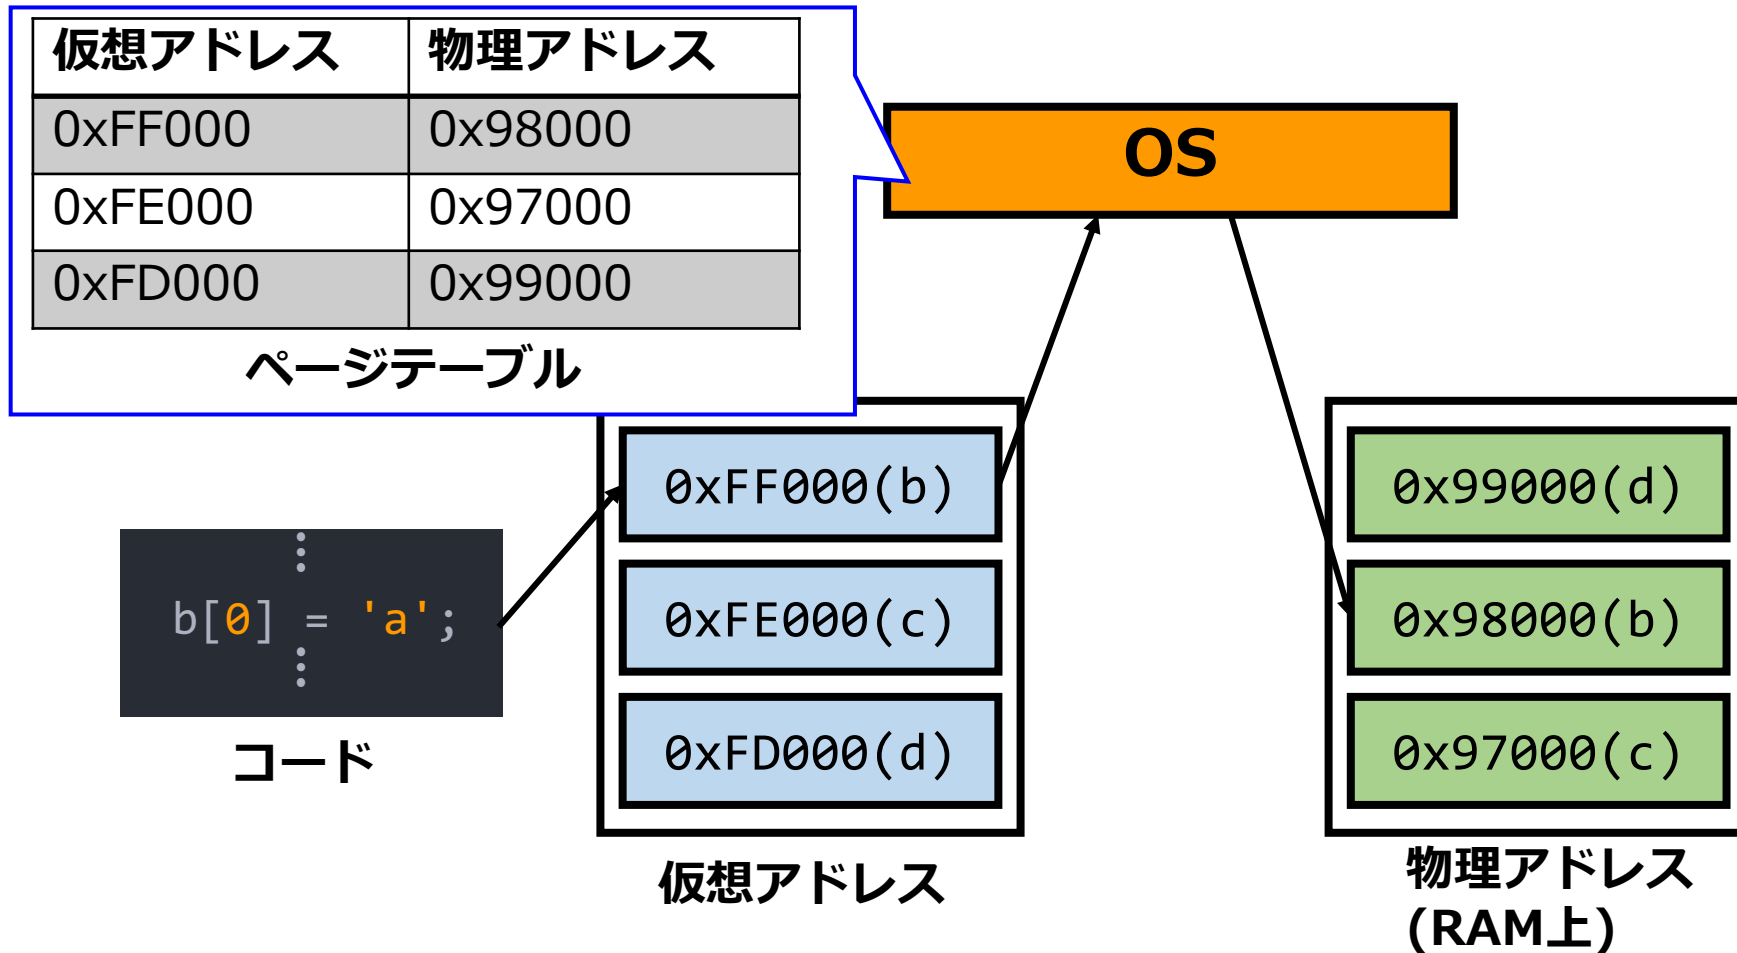 仮想アドレス 物理アドレス
0xFF000 0x98000
0xFE000 0x97000
0xFD000 0x99000
ページテーブル
OS
b[0] = 'a';
コード
0xFF000(b)
0xFE000(c)
0xFD000(d)
仮想アドレス
0x99000(d)
0x98000(b)
0x97000(c)
物理アドレス
(RAM上)